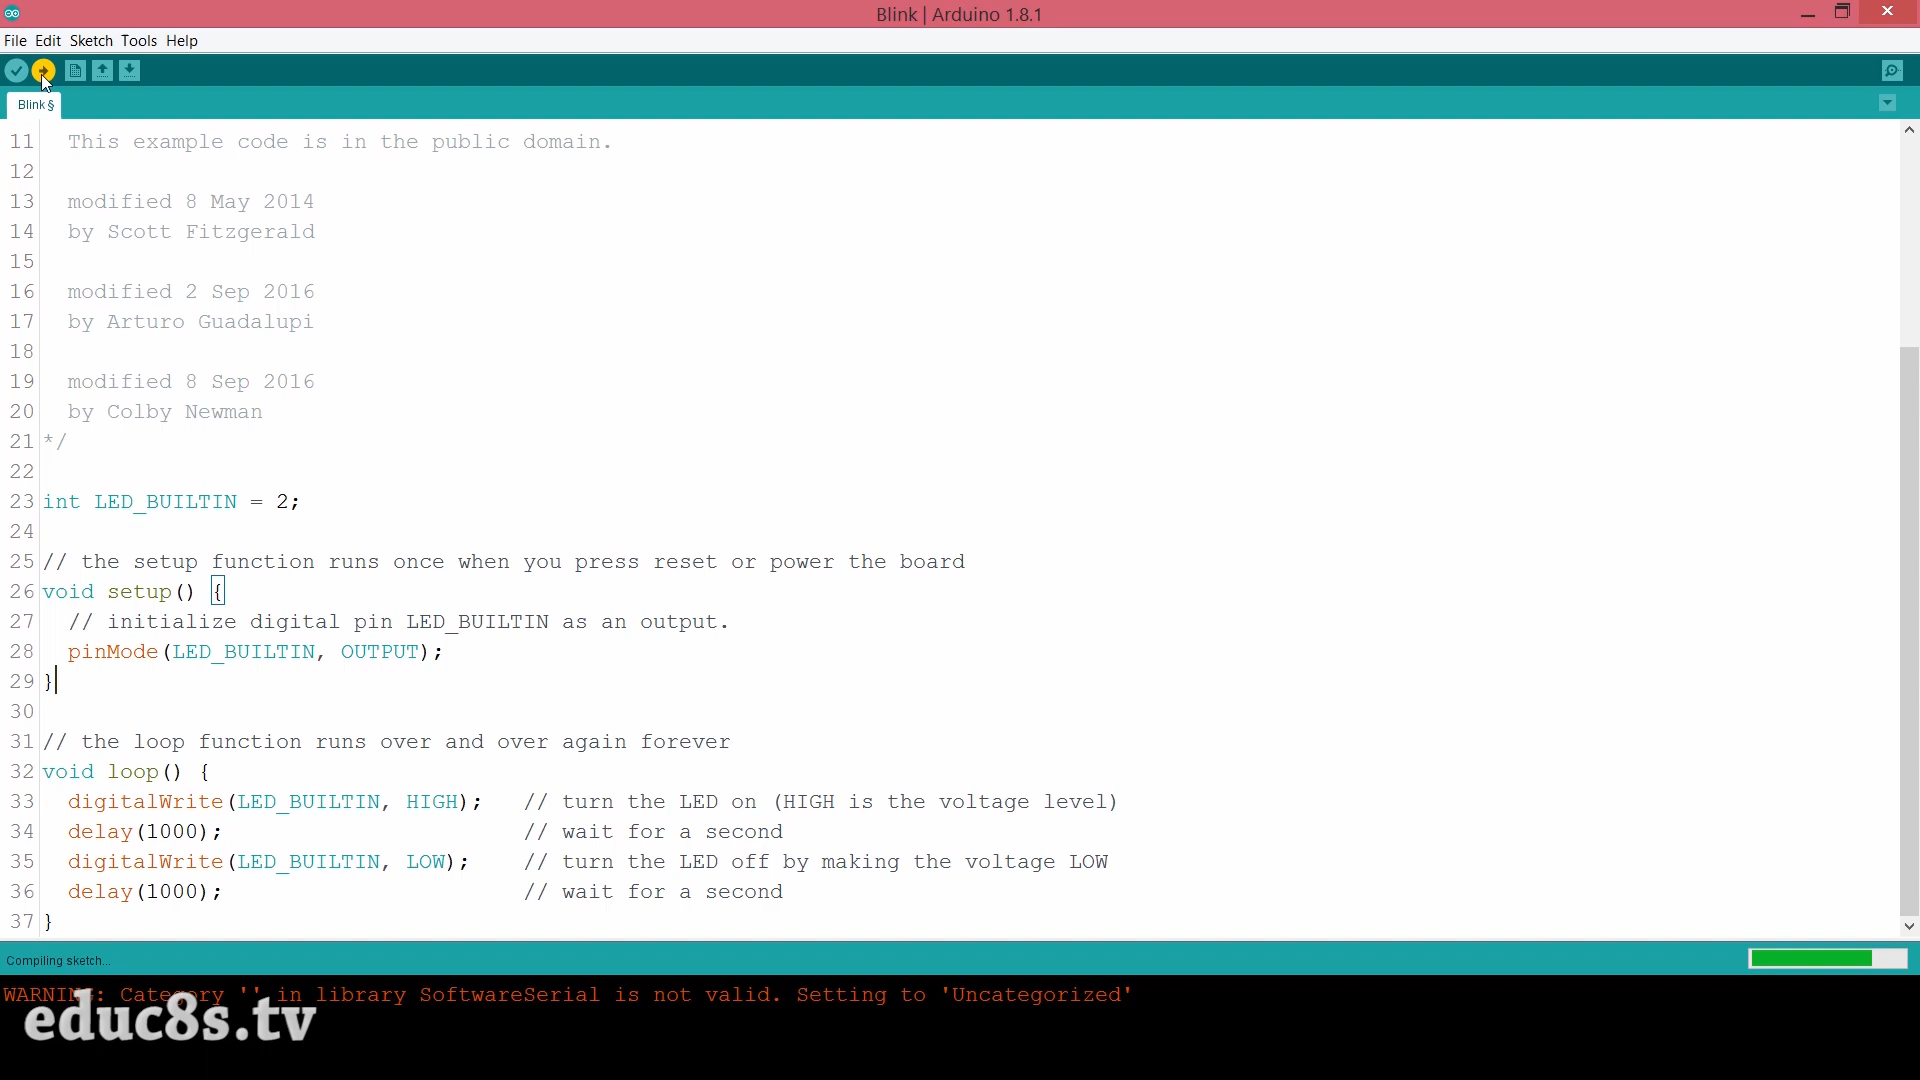 Blink | Arduino 1.8.1
File Edit Sketch Tools Help
Blink §
11 This example code is in the public domain.
12
13 modified 8 May 2014
14 by Scott Fitzgerald
15
16 modified 2 Sep 2016
17 by Arturo Guadalupi
18
19 modified 8 Sep 2016
20 by Colby Newman
21 */
22
23 int LED_BUILTIN = 2;
24
25 // the setup function runs once when you press reset or power the board
26 void setup() {
27 // initialize digital pin LED_BUILTIN as an output.
28 pinMode(LED_BUILTIN, OUTPUT);
29 }
30
31 // the loop function runs over and over again forever
32 void loop() {
33 digitalWrite(LED_BUILTIN, HIGH); // turn the LED on (HIGH is the voltage level)
34 delay(1000); // wait for a second
35 digitalWrite(LED_BUILTIN, LOW); // turn the LED off by making the voltage LOW
36 delay(1000); // wait for a second
37 }
Compiling sketch...
WARNING: Category '' in library SoftwareSerial is not valid. Setting to 'Uncategorized'
educ8s.tv